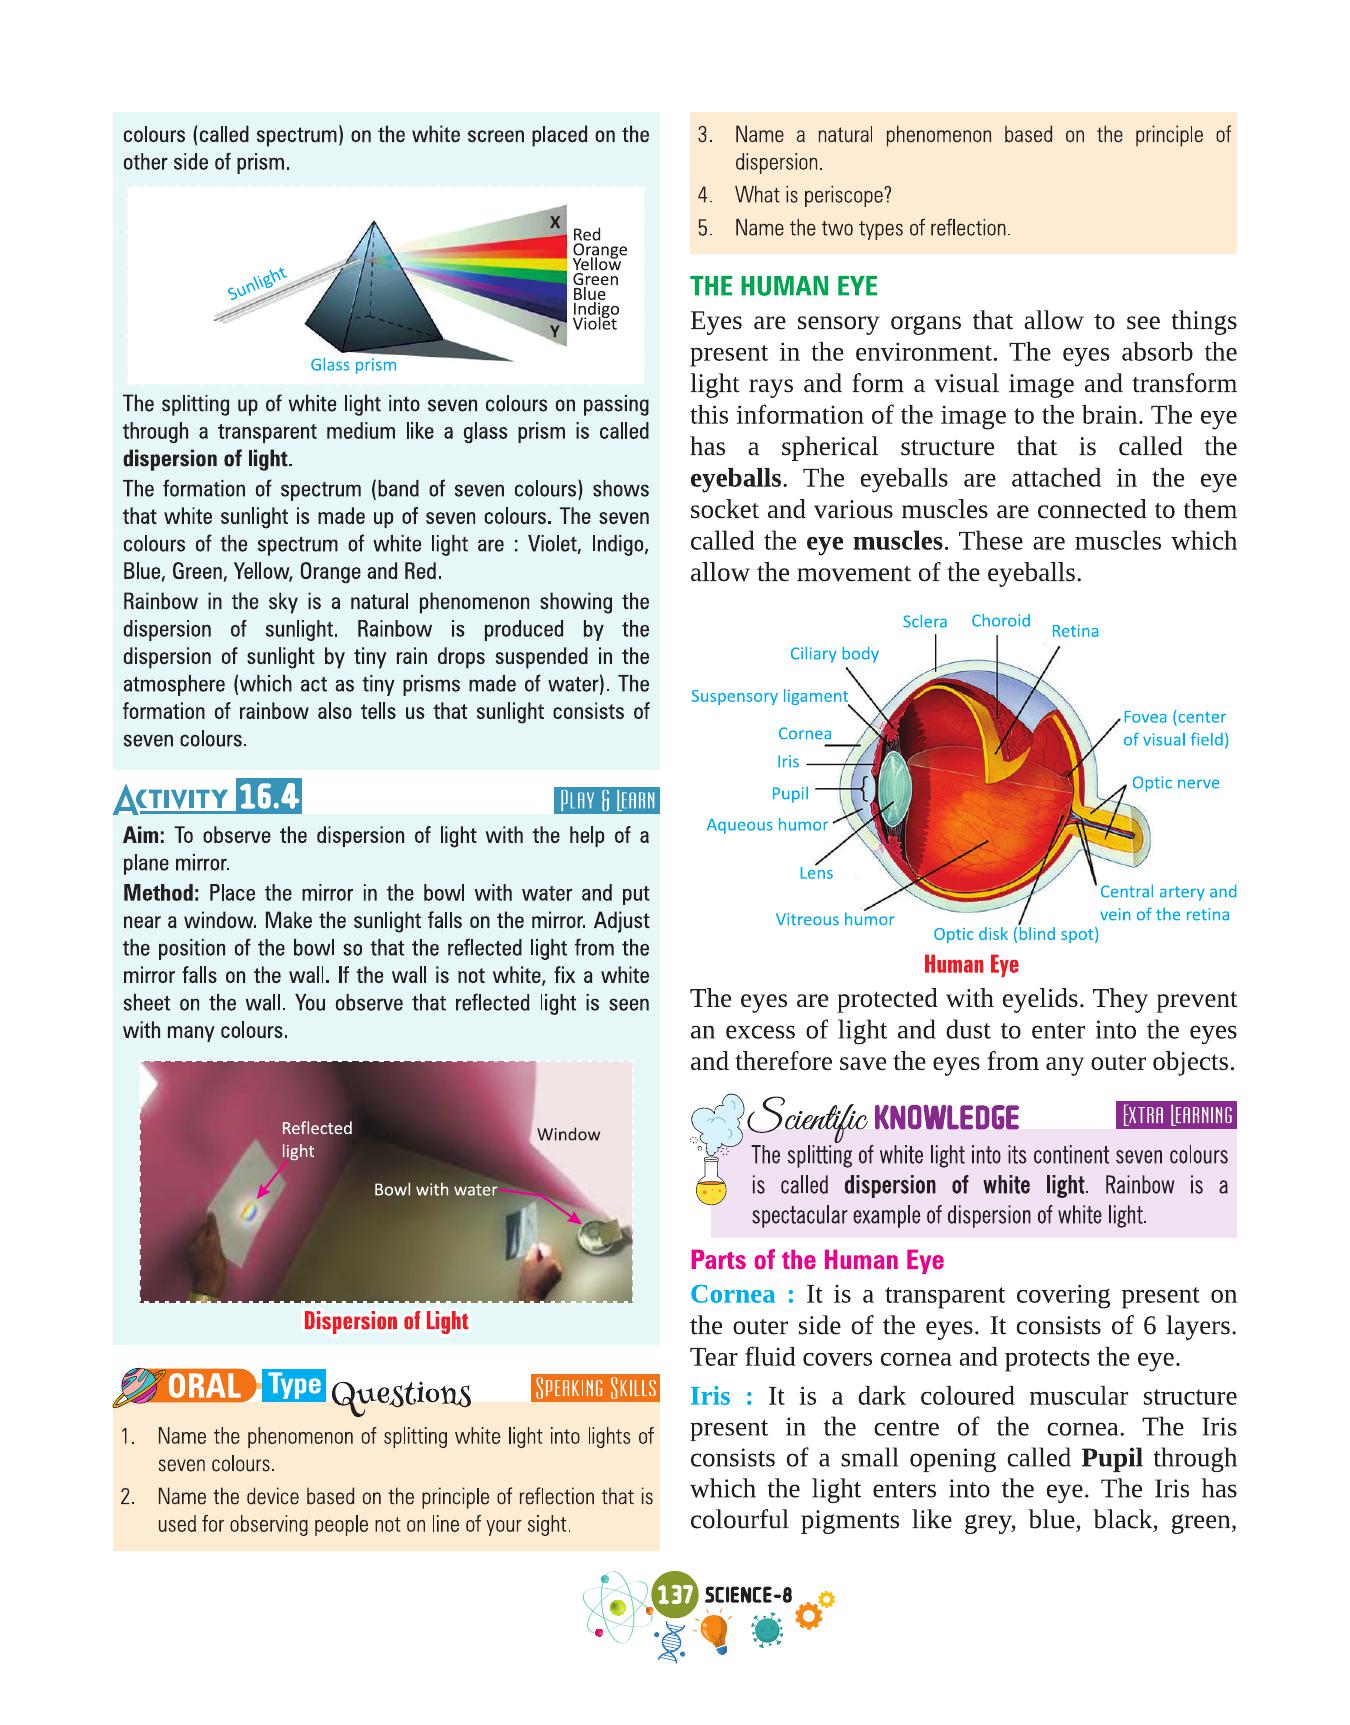 colours (called spectrum) on the white screen placed on the
other side of prism.
Sunlight
X
Red
Orange
Yellow
Green
Blue
Indigo
Violet
Y
Glass prism
The splitting up of white light into seven colours on passing
through a transparent medium like a glass prism is called
dispersion of light.
The formation of spectrum (band of seven colours) shows
that white sunlight is made up of seven colours. The seven
colours of the spectrum of white light are : Violet, Indigo,
Blue, Green, Yellow, Orange and Red.
Rainbow in the sky is a natural phenomenon showing the
dispersion of sunlight. Rainbow is produced by the
dispersion of sunlight by tiny rain drops suspended in the
atmosphere (which act as tiny prisms made of water). The
formation of rainbow also tells us that sunlight consists of
seven colours.
ACTIVITY 16.4
PLAY & LEARN
Aim: To observe the dispersion of light with the help of a
plane mirror.
Method: Place the mirror in the bowl with water and put
near a window. Make the sunlight falls on the mirror. Adjust
the position of the bowl so that the reflected light from the
mirror falls on the wall. If the wall is not white, fix a white
sheet on the wall. You observe that reflected light is seen
with many colours.
Reflected
light
Window
Bowl with water
Dispersion of Light
ORAL Type Questions
SPEAKING SKILLS
1. Name the phenomenon of splitting white light into lights of
seven colours.
2. Name the device based on the principle of reflection that is
used for observing people not on line of your sight.
3. Name a natural phenomenon based on the principle of
dispersion.
4. What is periscope?
5. Name the two types of reflection.
THE HUMAN EYE
Eyes are sensory organs that allow to see things
present in the environment. The eyes absorb the
light rays and form a visual image and transform
this information of the image to the brain. The eye
has a spherical structure that is called the
eyeballs. The eyeballs are attached in the eye
socket and various muscles are connected to them
called the eye muscles. These are muscles which
allow the movement of the eyeballs.
Sclera
Choroid
Retina
Ciliary body
Suspensory ligament
Cornea
Iris
Pupil
Aqueous humor
Lens
Vitreous humor
Fovea (center
of visual field)
Optic nerve
Central artery and
vein of the retina
Optic disk (blind spot)
Human Eye
The eyes are protected with eyelids. They prevent
an excess of light and dust to enter into the eyes
and therefore save the eyes from any outer objects.
Scientific KNOWLEDGE
EXTRA LEARNING
The splitting of white light into its continent seven colours
is called dispersion of white light. Rainbow is a
spectacular example of dispersion of white light.
Parts of the Human Eye
Cornea : It is a transparent covering present on
the outer side of the eyes. It consists of 6 layers.
Tear fluid covers cornea and protects the eye.
Iris : It is a dark coloured muscular structure
present in the centre of the cornea. The Iris
consists of a small opening called Pupil through
which the light enters into the eye. The Iris has
colourful pigments like grey, blue, black, green,
137 SCIENCE-8